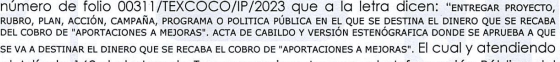 número de folio 00311/TEXCOCO/IP/2023 que a la letra dicen: "ENTREGAR PROYECTO,
RUBRO, PLAN, ACCIÓN, CAMPAÑA, PROGRAMA O POLITICA PÚBLICA EN EL QUE SE DESTINA EL DINERO QUE SE RECABA
DEL COBRO DE "APORTACIONES A MEJORAS". ACTA DE CABILDO Y VERSIÓN ESTENÓGRAFICA DONDE SE APRUEBA A QUE
SE VA A DESTINAR EL DINERO QUE SE RECABA EL COBRO DE "APORTACIONES A MEJORAS". El cual y atendiendo